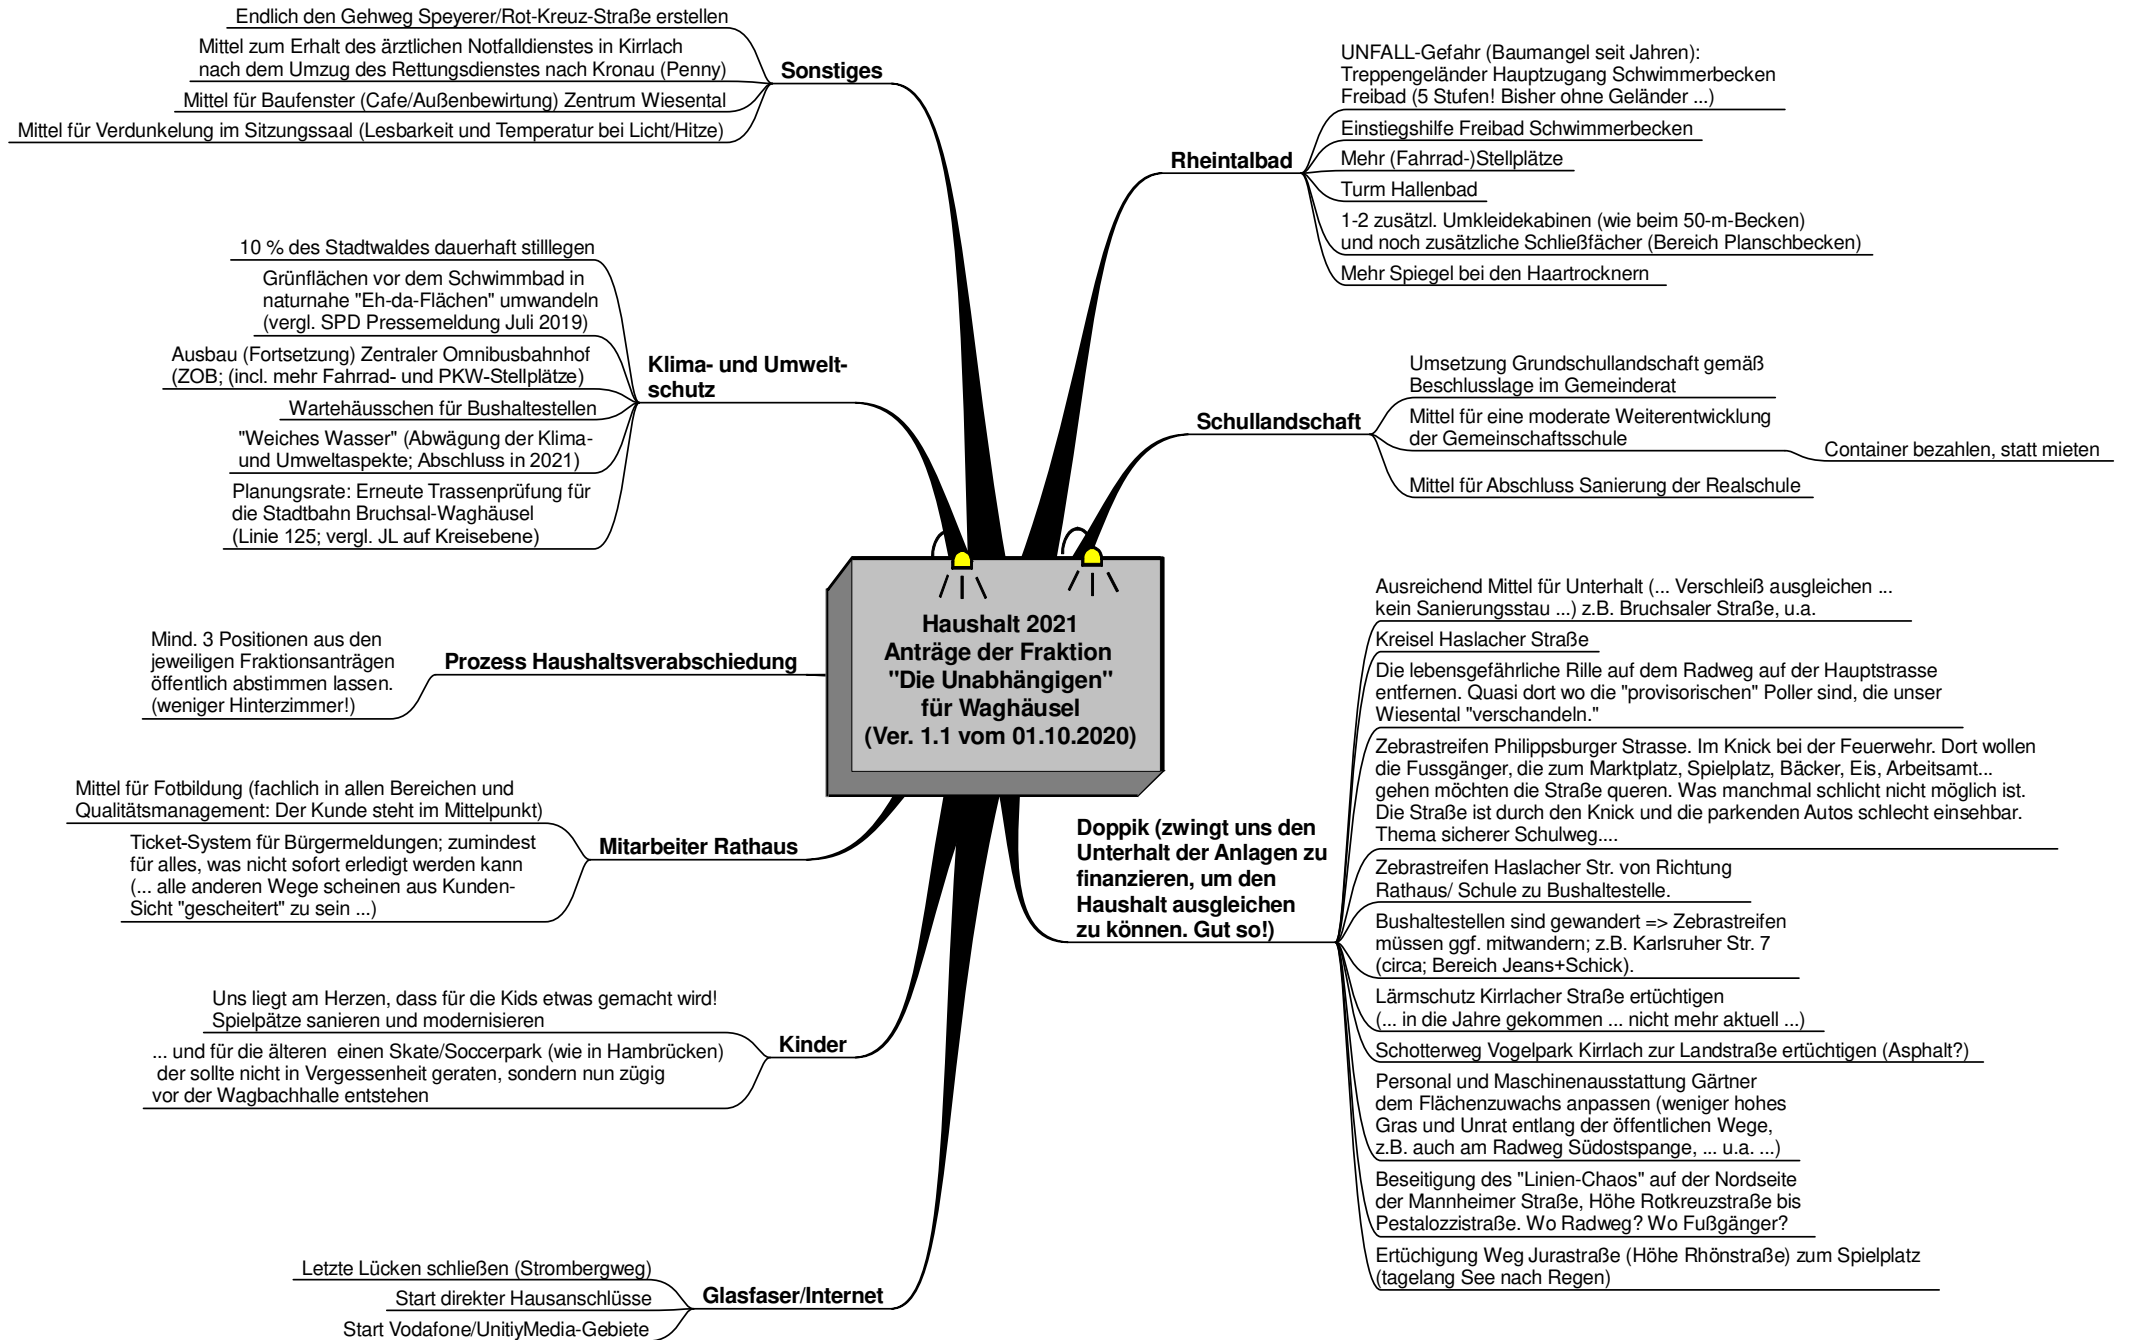 Haushalt 2021
Anträge der Fraktion
"Die Unabhängigen"
für Waghäusel
(Ver. 1.1 vom 01.10.2020)
Sonstiges
Endlich den Gehweg Speyerer/Rot-Kreuz-Straße erstellen
Mittel zum Erhalt des ärztlichen Notfalldienstes in Kirrlach
nach dem Umzug des Rettungsdienstes nach Kronau (Penny)
Mittel für Baufenster (Cafe/Außenbewirtung) Zentrum Wiesental
Mittel für Verdunkelung im Sitzungssaal (Lesbarkeit und Temperatur bei Licht/Hitze)
Klima- und Umwelt-
schutz
10 % des Stadtwaldes dauerhaft stilllegen
Grünflächen vor dem Schwimmbad in
naturnahe "Eh-da-Flächen" umwandeln
(vergl. SPD Pressemeldung Juli 2019)
Ausbau (Fortsetzung) Zentraler Omnibusbahnhof
(ZOB; (incl. mehr Fahrrad- und PKW-Stellplätze)
Wartehäusschen für Bushaltestellen
"Weiches Wasser" (Abwägung der Klima-
und Umweltaspekte; Abschluss in 2021)
Planungsrate: Erneute Trassenprüfung für
die Stadtbahn Bruchsal-Waghäusel
(Linie 125; vergl. JL auf Kreisebene)
Prozess Haushaltsverabschiedung
Mind. 3 Positionen aus den
jeweiligen Fraktionsanträgen
öffentlich abstimmen lassen.
(weniger Hinterzimmer!)
Mitarbeiter Rathaus
Mittel für Fotbildung (fachlich in allen Bereichen und
Qualitätsmanagement: Der Kunde steht im Mittelpunkt)
Ticket-System für Bürgermeldungen; zumindest
für alles, was nicht sofort erledigt werden kann
(... alle anderen Wege scheinen aus Kunden-
Sicht "gescheitert" zu sein ...)
Kinder
Uns liegt am Herzen, dass für die Kids etwas gemacht wird!
Spielpätze sanieren und modernisieren
... und für die älteren  einen Skate/Soccerpark (wie in Hambrücken)
der sollte nicht in Vergessenheit geraten, sondern nun zügig
vor der Wagbachhalle entstehen
Glasfaser/Internet
Letzte Lücken schließen (Strombergweg)
Start direkter Hausanschlüsse
Start Vodafone/UnitiyMedia-Gebiete
Rheintalbad
UNFALL-Gefahr (Baumangel seit Jahren):
Treppengeländer Hauptzugang Schwimmerbecken
Freibad (5 Stufen! Bisher ohne Geländer ...)
Einstiegshilfe Freibad Schwimmerbecken
Mehr (Fahrrad-)Stellplätze
Turm Hallenbad
1-2 zusätzl. Umkleidekabinen (wie beim 50-m-Becken)
und noch zusätzliche Schließfächer (Bereich Planschbecken)
Mehr Spiegel bei den Haartrocknern
Schullandschaft
Umsetzung Grundschullandschaft gemäß
Beschlusslage im Gemeinderat
Mittel für eine moderate Weiterentwicklung
der Gemeinschaftsschule
Container bezahlen, statt mieten
Mittel für Abschluss Sanierung der Realschule
Doppik (zwingt uns den
Unterhalt der Anlagen zu
finanzieren, um den
Haushalt ausgleichen
zu können. Gut so!)
Ausreichend Mittel für Unterhalt (... Verschleiß ausgleichen ...
kein Sanierungsstau ...) z.B. Bruchsaler Straße, u.a.
Kreisel Haslacher Straße
Die lebensgefährliche Rille auf dem Radweg auf der Hauptstrasse
entfernen. Quasi dort wo die "provisorischen" Poller sind, die unser
Wiesental "verschandeln."
Zebrastreifen Philippsburger Strasse. Im Knick bei der Feuerwehr. Dort wollen
die Fussgänger, die zum Marktplatz, Spielplatz, Bäcker, Eis, Arbeitsamt...
gehen möchten die Straße queren. Was manchmal schlicht nicht möglich ist.
Die Straße ist durch den Knick und die parkenden Autos schlecht einsehbar.
Thema sicherer Schulweg....
Zebrastreifen Haslacher Str. von Richtung
Rathaus/ Schule zu Bushaltestelle.
Bushaltestellen sind gewandert => Zebrastreifen
müssen ggf. mitwandern; z.B. Karlsruher Str. 7
(circa; Bereich Jeans+Schick).
Lärmschutz Kirrlacher Straße ertüchtigen
(... in die Jahre gekommen ... nicht mehr aktuell ...)
Schotterweg Vogelpark Kirrlach zur Landstraße ertüchtigen (Asphalt?)
Personal und Maschinenausstattung Gärtner
dem Flächenzuwachs anpassen (weniger hohes
Gras und Unrat entlang der öffentlichen Wege,
z.B. auch am Radweg Südostspange, ... u.a. ...)
Beseitigung des "Linien-Chaos" auf der Nordseite
der Mannheimer Straße, Höhe Rotkreuzstraße bis
Pestalozzistraße. Wo Radweg? Wo Fußgänger?
Ertüchigung Weg Jurastraße (Höhe Rhönstraße) zum Spielplatz
(tagelang See nach Regen)